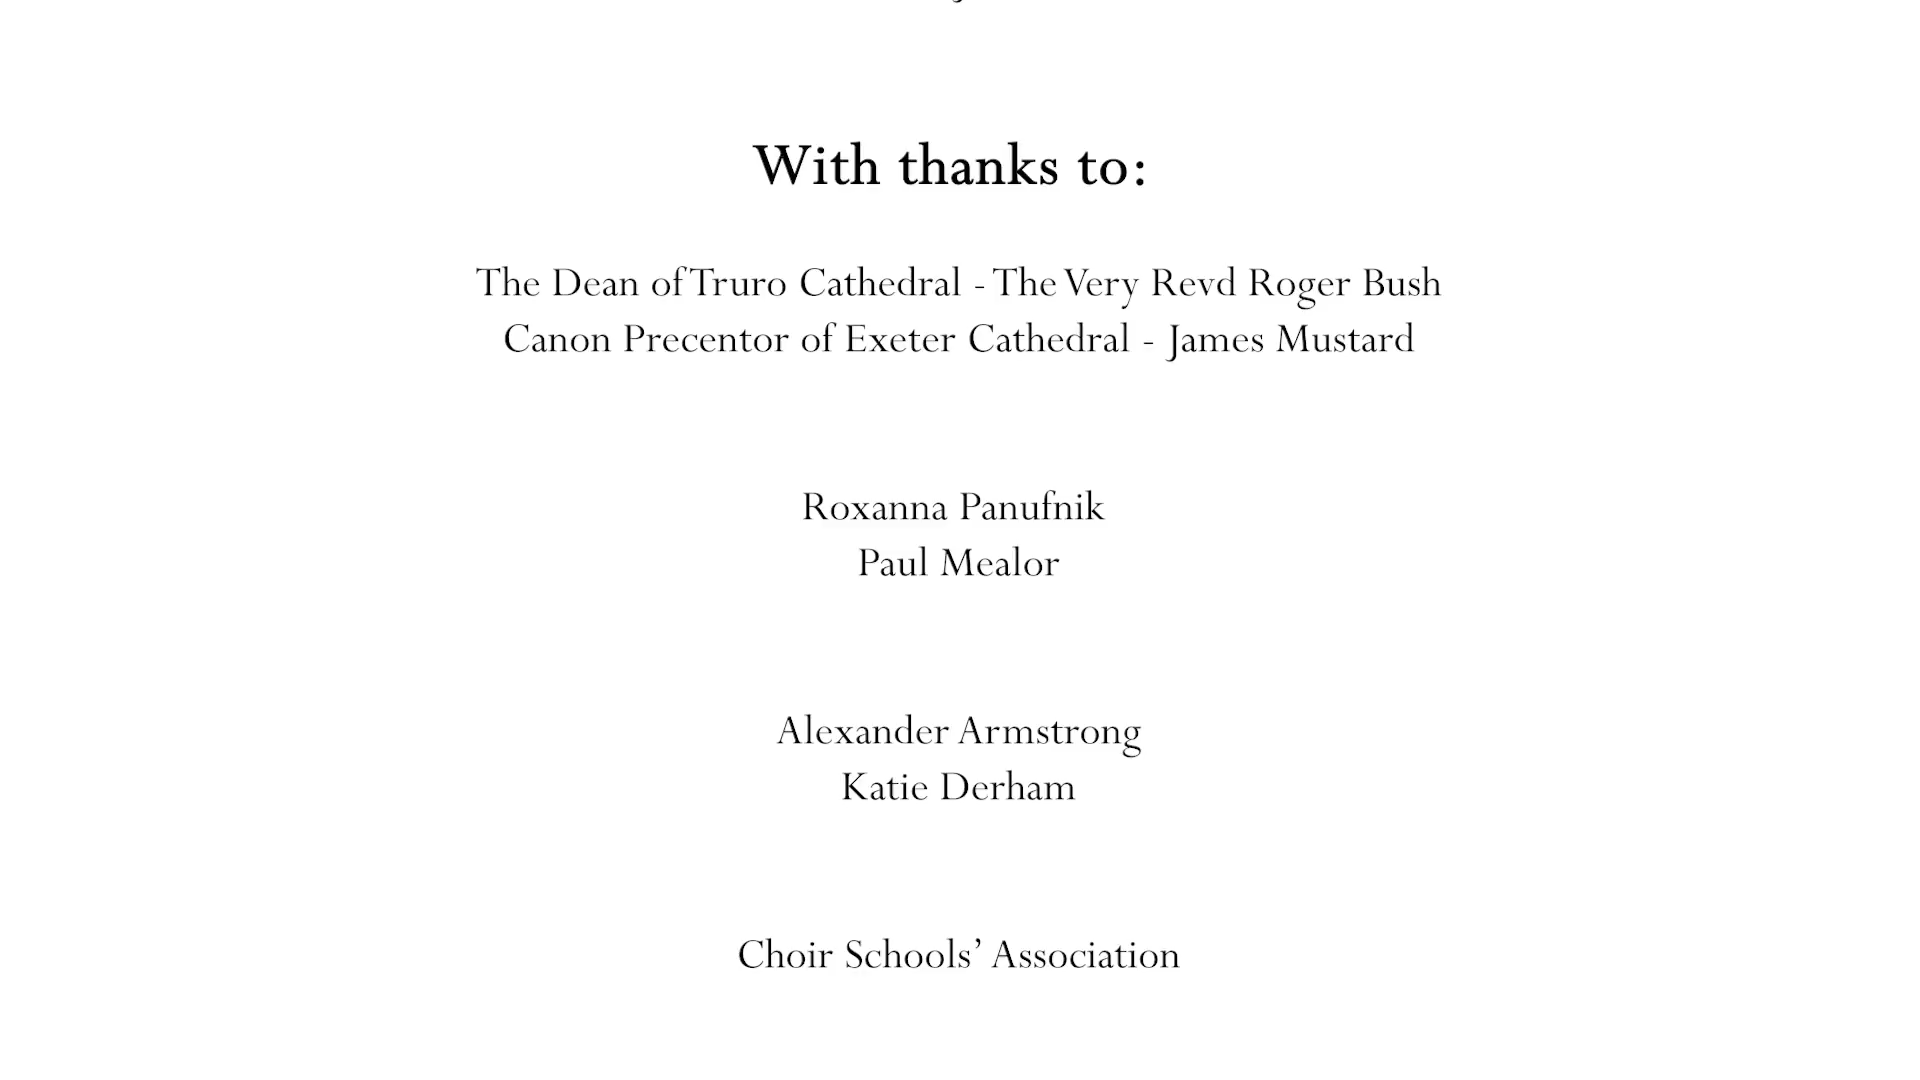 With thanks to:
The Dean of Truro Cathedral - The Very Revd Roger Bush
Canon Precentor of Exeter Cathedral - James Mustard
Roxanna Panufnik
Paul Mealor
Alexander Armstrong
Katie Derham
Choir Schools’ Association